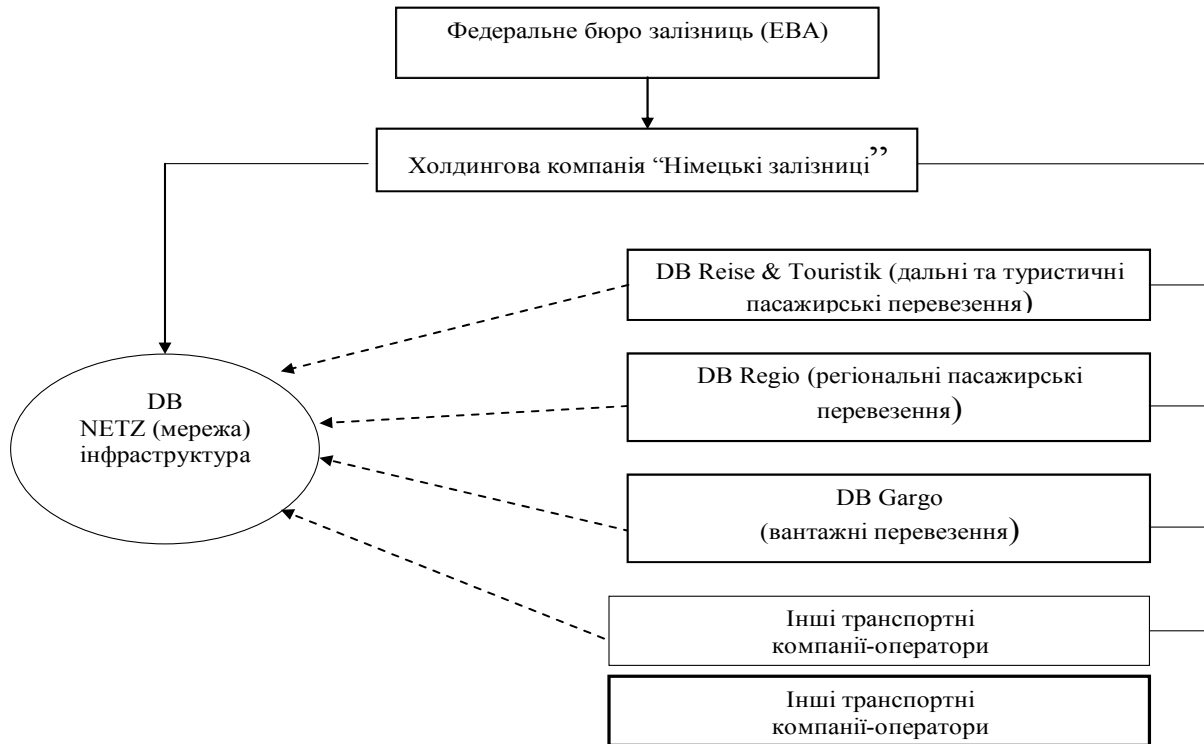 Федеральне бюро залізниць (ЕВА)
Холдингова компанія “Німецькі залізниці”
DB Reise & Touristik (дальні та туристичні
пасажирські перевезення)
DB Regio (регіональні пасажирські
перевезення)
DB
NETZ (мережа)
інфраструктура
DB Gargo
(вантажні перевезення)
Інші транспортні
компанії-оператори
Інші транспортні
компанії-оператори